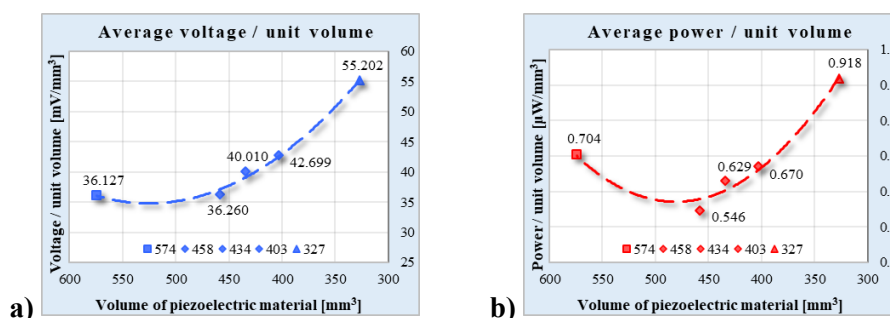 Average voltage / unit volume
Voltage / unit volume [mV/mm³]
60
55
50
45
40
35
30
25
55.202
36.127
40.010
42.699
36.260
574 458 434 403 327
600 550 500 450 400 350 300
a) Volume of piezoelectric material [mm³]
Average power / unit volume
Power / unit volume [µW/mm³]
0.918
0.704
0.629
0.670
0.546
574 458 434 403 327
600 550 500 450 400 350 300
b) Volume of piezoelectric material [mm³]